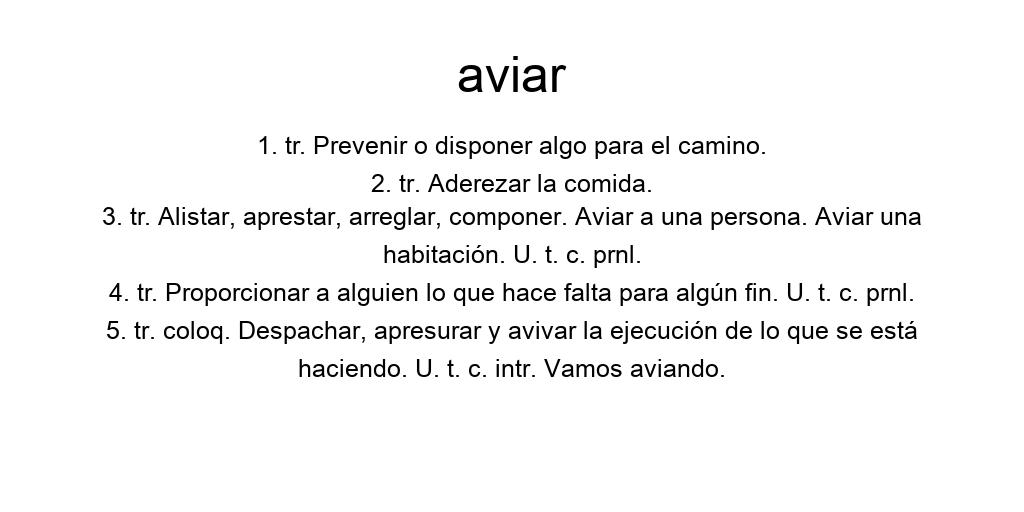 aviar
1. tr. Prevenir o disponer algo para el camino.
2. tr. Aderezar la comida.
3. tr. Alistar, aprestar, arreglar, componer. Aviar a una persona. Aviar una
habitación. U. t. c. prnl.
4. tr. Proporcionar a alguien lo que hace falta para algún fin. U. t. c. prnl.
5. tr. coloq. Despachar, apresurar y avivar la ejecución de lo que se está
haciendo. U. t. c. intr. Vamos aviando.